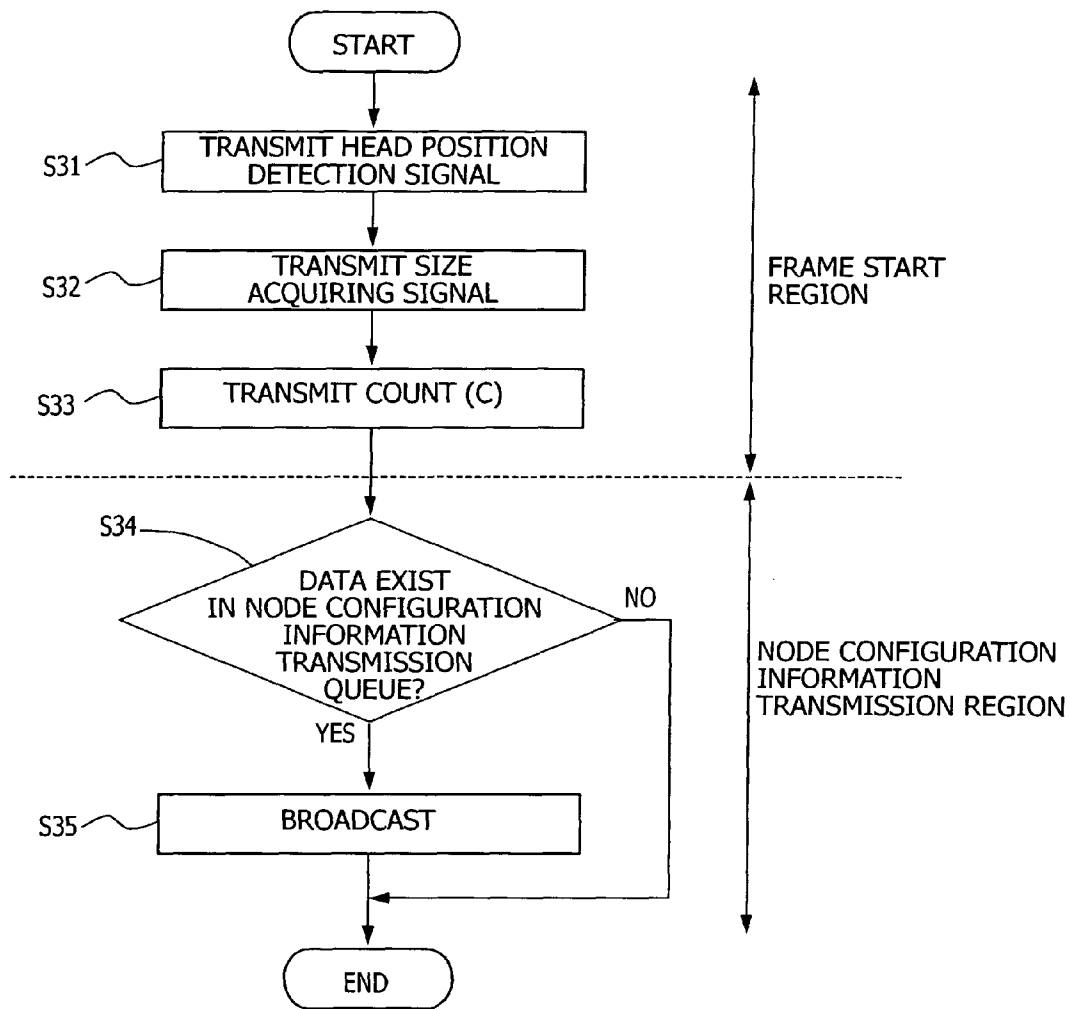 START
S31
TRANSMIT HEAD POSITION
DETECTION SIGNAL
S32
TRANSMIT SIZE
ACQUIRING SIGNAL
FRAME START
REGION
S33
TRANSMIT COUNT (C)
S34
DATA EXIST
IN NODE CONFIGURATION
INFORMATION
TRANSMISSION
QUEUE?
NO
YES
NODE CONFIGURATION
INFORMATION
TRANSMISSION REGION
S35
BROADCAST
END